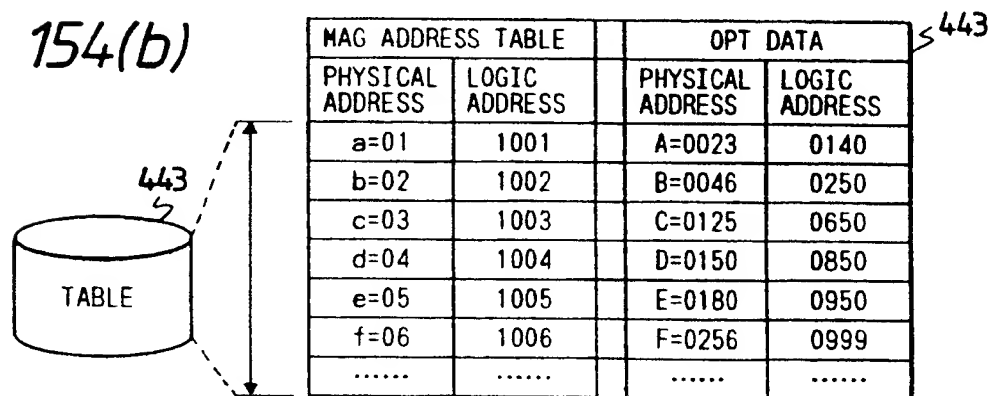 154(b)
443
TABLE
443
MAG ADDRESS TABLE OPT DATA
PHYSICAL ADDRESS LOGIC ADDRESS PHYSICAL ADDRESS LOGIC ADDRESS
a=01 1001 A=0023 0140
b=02 1002 B=0046 0250
c=03 1003 C=0125 0650
d=04 1004 D=0150 0850
e=05 1005 E=0180 0950
f=06 1006 F=0256 0999
...... ...... ...... ......